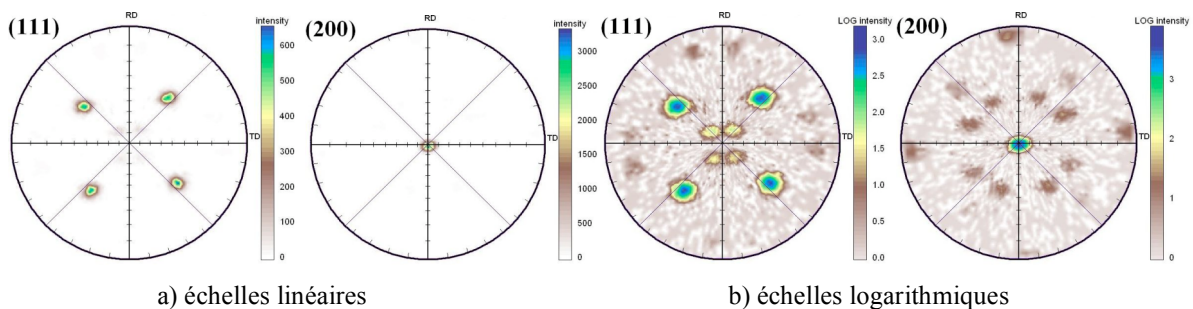 (111)
RD
TD
intensity
600
500
400
300
200
100
0
(200)
RD
TD
intensity
3000
2500
2000
1500
1000
500
0
a) échelles linéaires
(111)
RD
TD
LOG intensity
3.0
2.5
2.0
1.5
1.0
0.5
0.0
(200)
RD
TD
LOG intensity
3
2
1
b) échelles logarithmiques